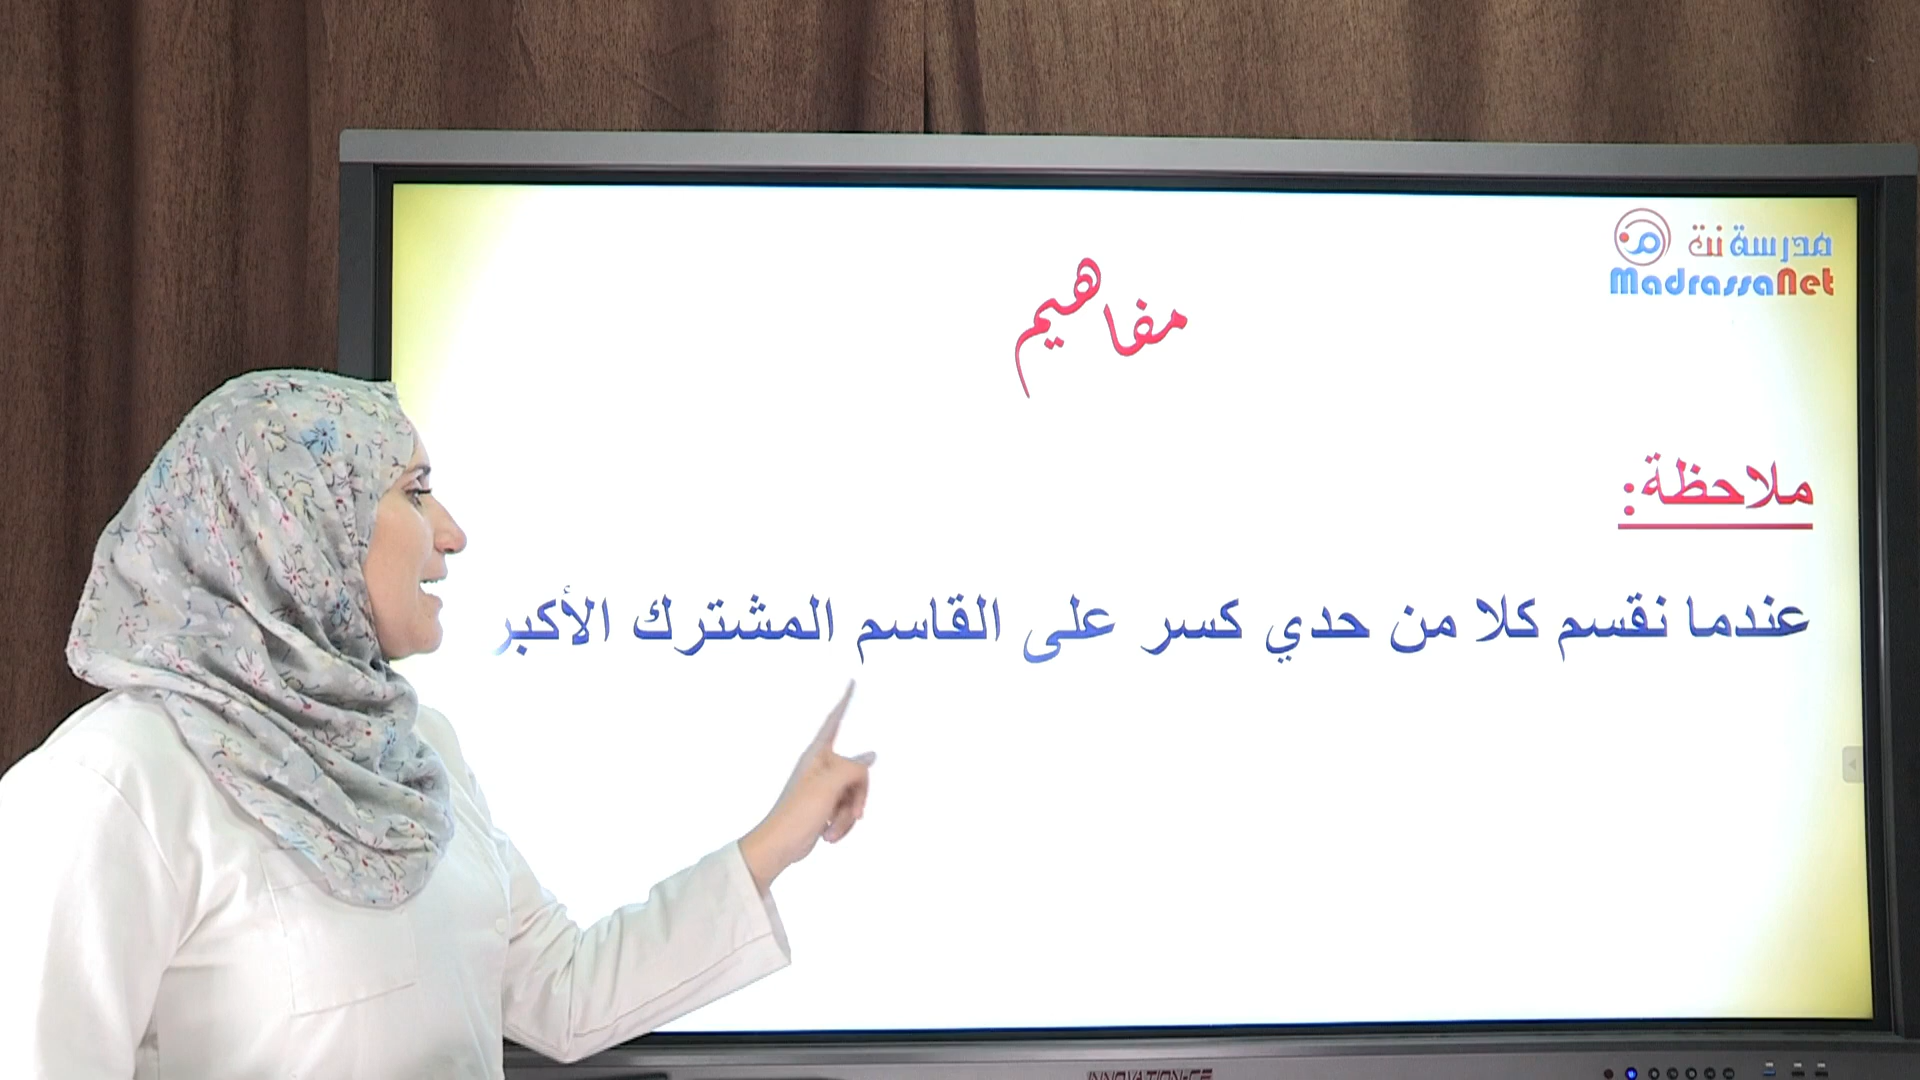 مدرسة نت
MadrassaNet
مفاهيم
ملاحظة:
عندما نقسم كلا من حدي كسر على القاسم المشترك الأكبر